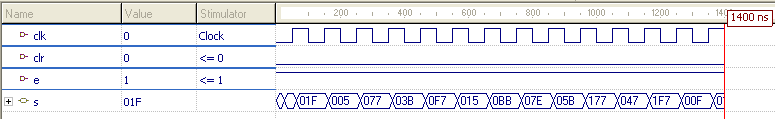 Name Value Stimulator 200 400 600 800 1000 1200 140
1400 ns
clk 0 Clock
clr 0 <= 0
e 1 <= 1
s 01F 01F 005 077 03B 0F7 015 0BB 07E 05B 177 047 1F7 00F 0